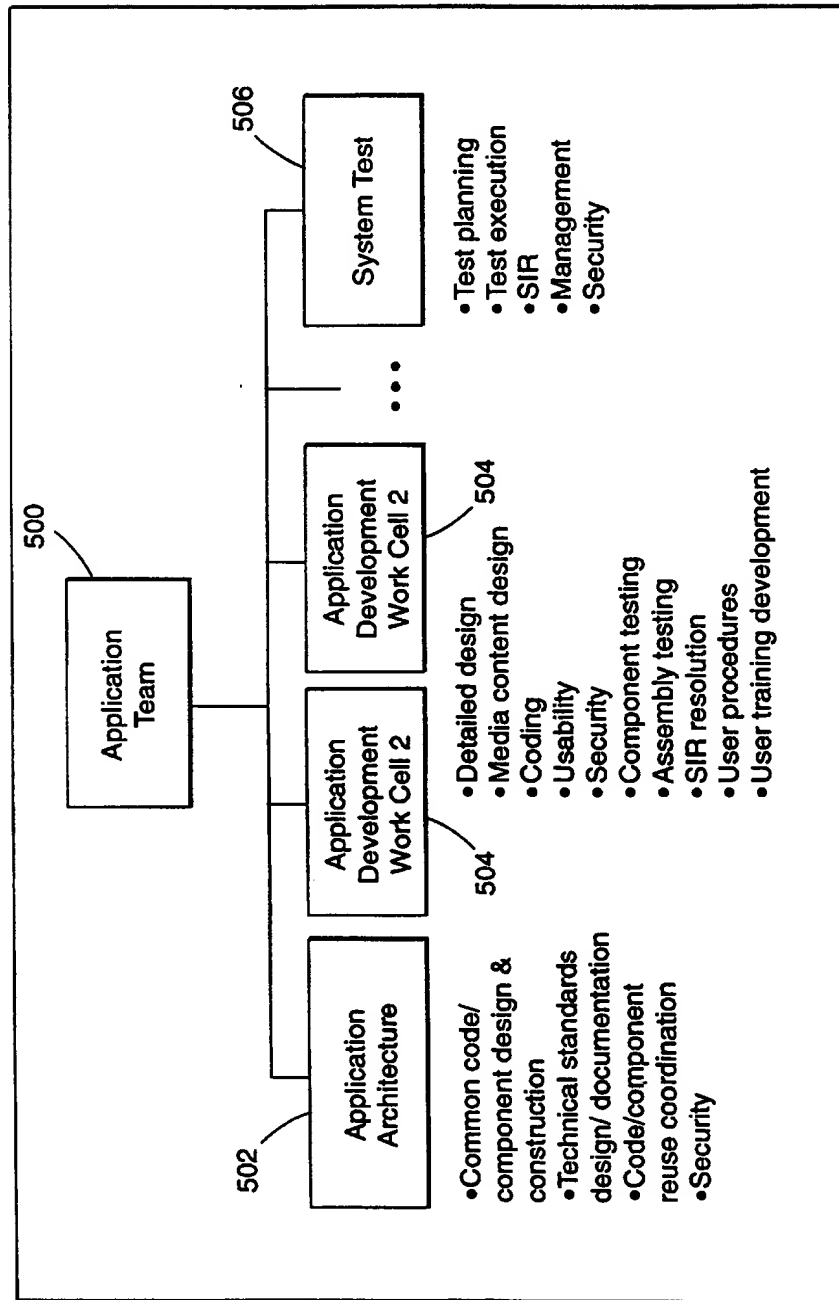 500
Application
Team
502
Application
Architecture
Application
Development
Work Cell 2
504
Application
Development
Work Cell 2
504
•••
System Test
506
•Common code/
component design &
construction
•Technical standards
design/ documentation
•Code/component
reuse coordination
•Security
•Detailed design
•Media content design
•Coding
•Usability
•Security
•Component testing
•Assembly testing
•SIR resolution
•User procedures
•User training development
•Test planning
•Test execution
•SIR
•Management
•Security